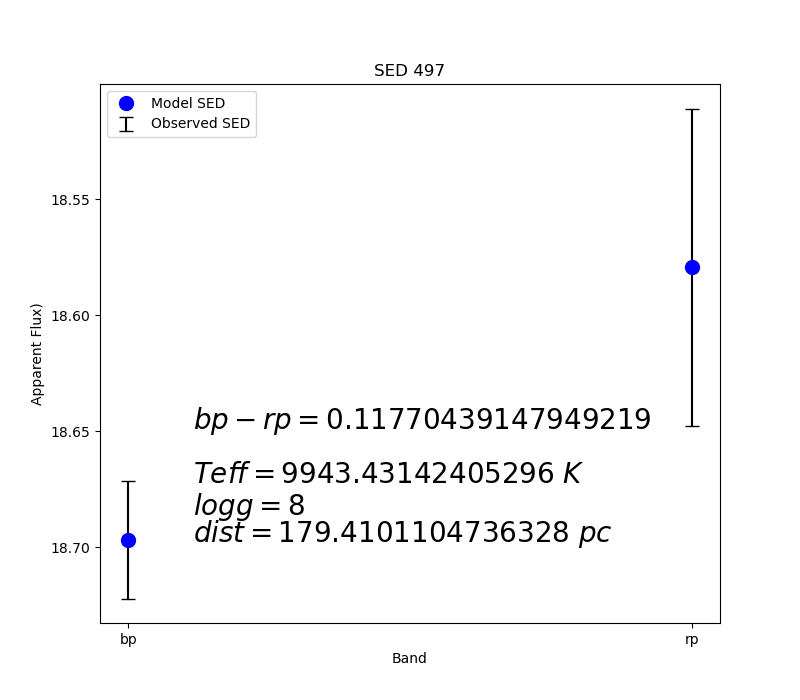 SED 497
Model SED
Observed SED
18.55
18.60
18.65
18.70
Apparent Flux)
bp − rp = 0.11770439147949219
Teff = 9943.43142405296 K
logg = 8
dist = 179.4101104736328 pc
bp
rp
Band